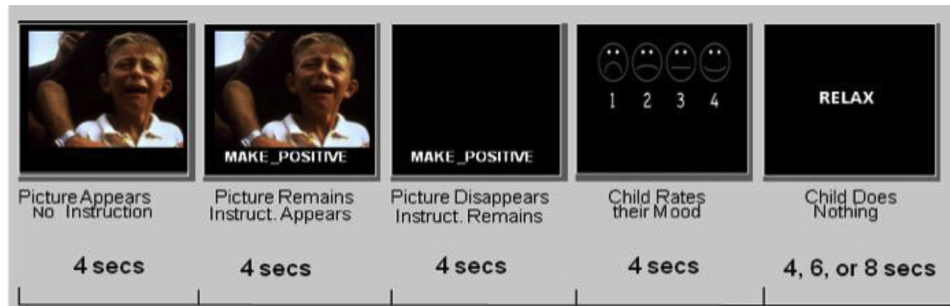 MAKE_POSITIVE
MAKE_POSITIVE
1 2 3 4
RELAX
Picture Appears
No Instruction
Picture Remains
Instruct. Appears
Picture Disappears
Instruct. Remains
Child Rates
their Mood
Child Does
Nothing
4 secs
4 secs
4 secs
4 secs
4, 6, or 8 secs